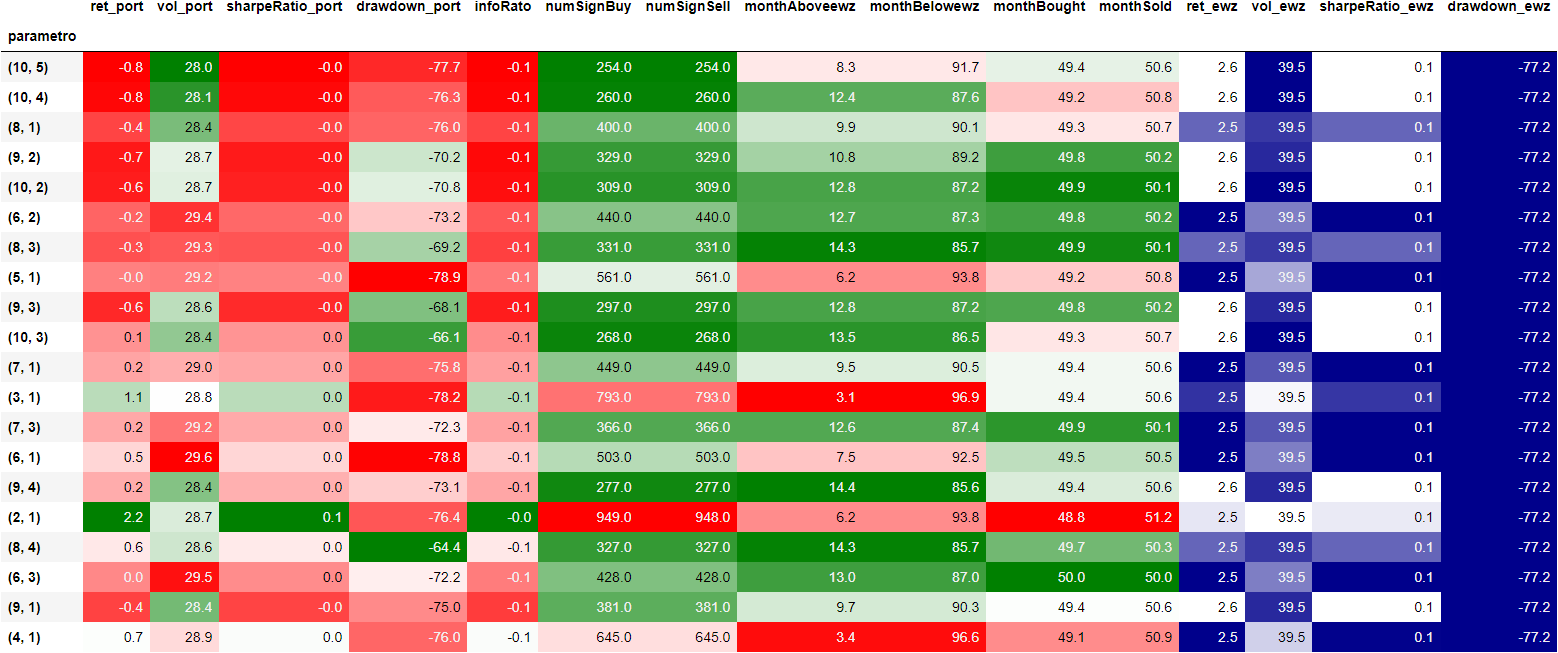 ret_port vol_port sharpeRatio_port drawdown_port infoRato numSignBuy numSignSell monthAboveewz monthBelowewz monthBought monthSold ret_ewz vol_ewz sharpeRatio_ewz drawdown_ewz
parametro
(10, 5) -0.8 28.0 -0.0 -77.7 -0.1 254.0 254.0 8.3 91.7 49.4 50.6 2.6 39.5 0.1 -77.2
(10, 4) -0.8 28.1 -0.0 -76.3 -0.1 260.0 260.0 12.4 87.6 49.2 50.8 2.6 39.5 0.1 -77.2
(8, 1) -0.4 28.4 -0.0 -76.0 -0.1 400.0 400.0 9.9 90.1 49.3 50.7 2.5 39.5 0.1 -77.2
(9, 2) -0.7 28.7 -0.0 -70.2 -0.1 329.0 329.0 10.8 89.2 49.8 50.2 2.6 39.5 0.1 -77.2
(10, 2) -0.6 28.7 -0.0 -70.8 -0.1 309.0 309.0 12.8 87.2 49.9 50.1 2.6 39.5 0.1 -77.2
(6, 2) -0.2 29.4 -0.0 -73.2 -0.1 440.0 440.0 12.7 87.3 49.8 50.2 2.5 39.5 0.1 -77.2
(8, 3) -0.3 29.3 -0.0 -69.2 -0.1 331.0 331.0 14.3 85.7 49.9 50.1 2.5 39.5 0.1 -77.2
(5, 1) -0.0 29.2 -0.0 -78.9 -0.1 561.0 561.0 6.2 93.8 49.2 50.8 2.5 39.5 0.1 -77.2
(9, 3) -0.6 28.6 -0.0 -68.1 -0.1 297.0 297.0 12.8 87.2 49.8 50.2 2.6 39.5 0.1 -77.2
(10, 3) 0.1 28.4 0.0 -66.1 -0.1 268.0 268.0 13.5 86.5 49.3 50.7 2.6 39.5 0.1 -77.2
(7, 1) 0.2 29.0 0.0 -75.8 -0.1 449.0 449.0 9.5 90.5 49.4 50.6 2.5 39.5 0.1 -77.2
(3, 1) 1.1 28.8 0.0 -78.2 -0.1 793.0 793.0 3.1 96.9 49.4 50.6 2.5 39.5 0.1 -77.2
(7, 3) 0.2 29.2 0.0 -72.3 -0.1 366.0 366.0 12.6 87.4 49.9 50.1 2.5 39.5 0.1 -77.2
(6, 1) 0.5 29.6 0.0 -78.8 -0.1 503.0 503.0 7.5 92.5 49.5 50.5 2.5 39.5 0.1 -77.2
(9, 4) 0.2 28.4 0.0 -73.1 -0.1 277.0 277.0 14.4 85.6 49.4 50.6 2.6 39.5 0.1 -77.2
(2, 1) 2.2 28.7 0.1 -76.4 -0.0 949.0 948.0 6.2 93.8 48.8 51.2 2.5 39.5 0.1 -77.2
(8, 4) 0.6 28.6 0.0 -64.4 -0.1 327.0 327.0 14.3 85.7 49.7 50.3 2.5 39.5 0.1 -77.2
(6, 3) 0.0 29.5 0.0 -72.2 -0.1 428.0 428.0 13.0 87.0 50.0 50.0 2.5 39.5 0.1 -77.2
(9, 1) -0.4 28.4 -0.0 -75.0 -0.1 381.0 381.0 9.7 90.3 49.4 50.6 2.6 39.5 0.1 -77.2
(4, 1) 0.7 28.9 0.0 -76.0 -0.1 645.0 645.0 3.4 96.6 49.1 50.9 2.5 39.5 0.1 -77.2